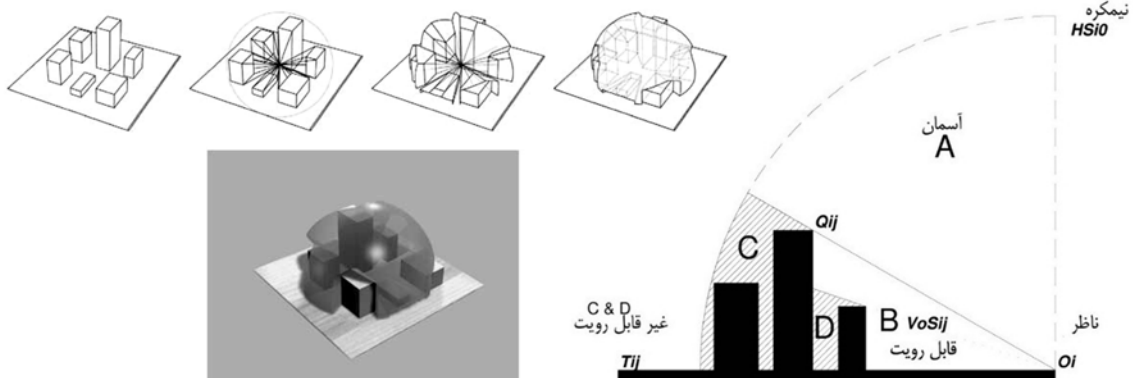 نیمکره
HSi0
آسمان
A
Qij
C
C & D
غیر قابل رویت
D
B VoSij
قابل رویت
ناظر
Tij
Oi